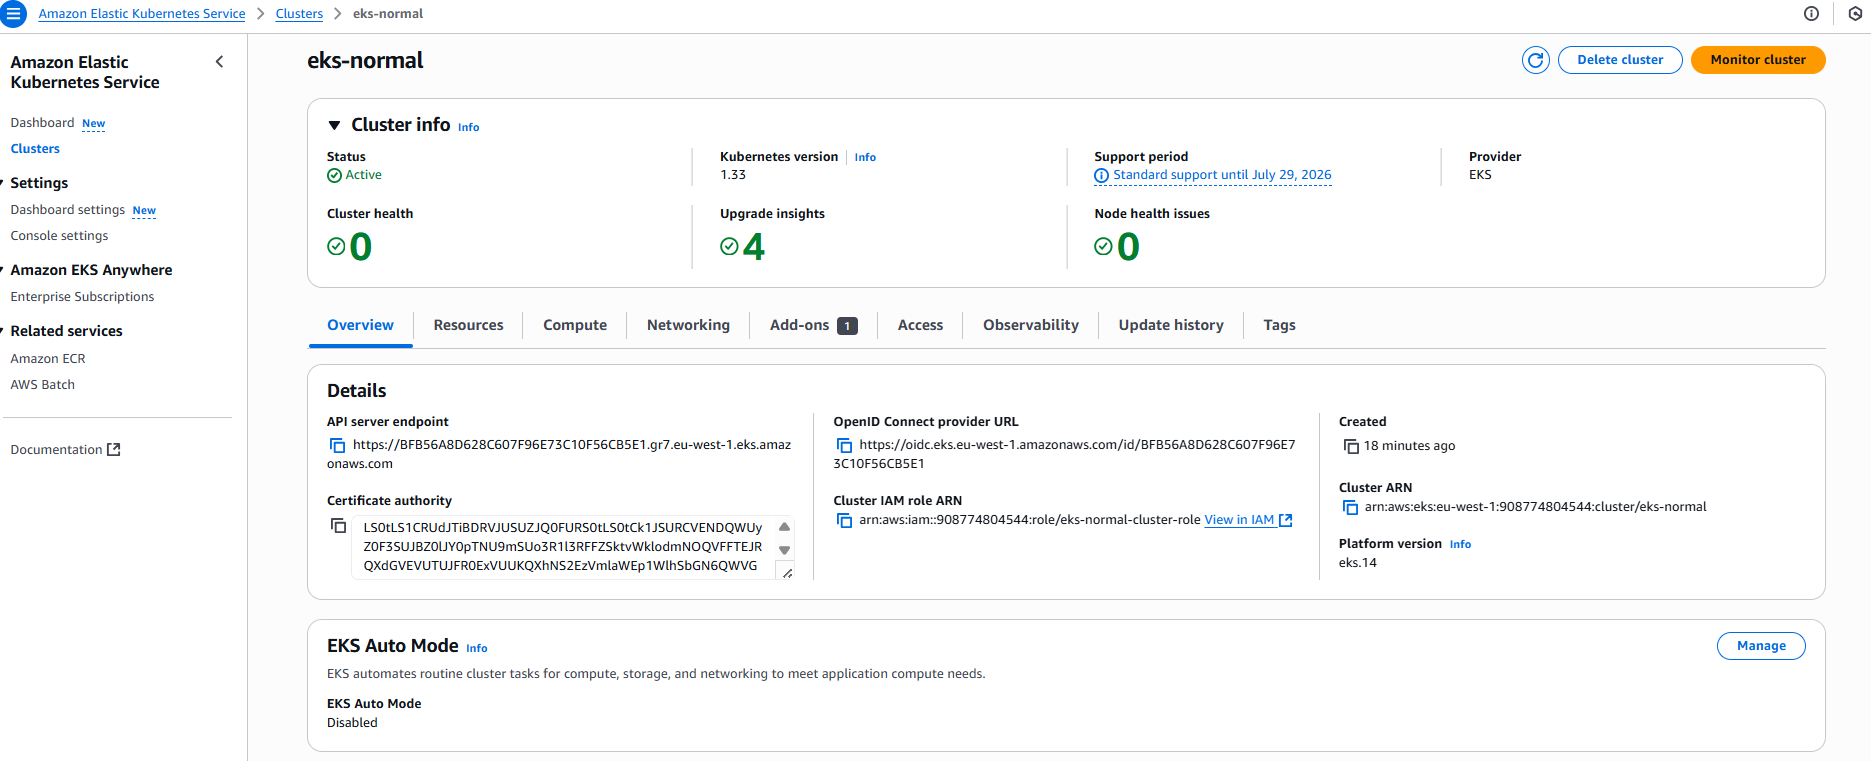 Amazon Elastic Kubernetes Service > Clusters > eks-normal
Amazon Elastic
Kubernetes Service
Dashboard New
Clusters
Settings
Dashboard settings New
Console settings
Amazon EKS Anywhere
Enterprise Subscriptions
Related services
Amazon ECR
AWS Batch
Documentation
eks-normal
Delete cluster
Monitor cluster
Cluster info Info
Status
Active
Kubernetes version Info
1.33
Support period
Standard support until July 29, 2026
Provider
EKS
Cluster health
0
Upgrade insights
4
Node health issues
0
Overview
Resources
Compute
Networking
Add-ons 1
Access
Observability
Update history
Tags
Details
API server endpoint
https://BFB56A8D628C607F96E73C10F56CB5E1.gr7.eu-west-1.eks.amaz
onaws.com
Certificate authority
LS0tLS1CRUdJTiBDRVJUSUZJQ0FURS0tLS0tCk1JSURCVENDQWUy
Z0F3SUJBZ0lJY0pTNU9mSUo3R1l3RFFZSktvWklodmNOQVFFTEJR
QXdGVEVUTUJFR0ExVUUKQXhNS2EzVmlaWEp1WlhSbGN6QWVG
OpenID Connect provider URL
https://oidc.eks.eu-west-1.amazonaws.com/id/BFB56A8D628C607F96E7
3C10F56CB5E1
Cluster IAM role ARN
arn:aws:iam::908774804544:role/eks-normal-cluster-role View in IAM
Created
18 minutes ago
Cluster ARN
arn:aws:eks:eu-west-1:908774804544:cluster/eks-normal
Platform version Info
eks.14
EKS Auto Mode Info
Manage
EKS automates routine cluster tasks for compute, storage, and networking to meet application compute needs.
EKS Auto Mode
Disabled